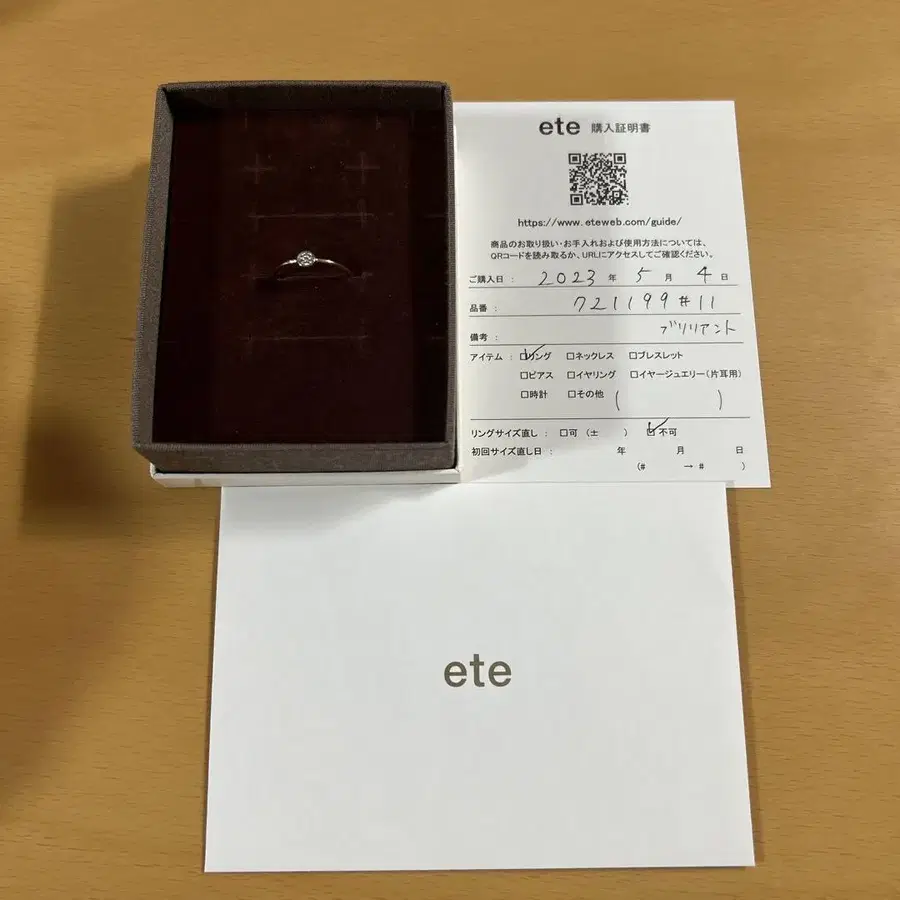 ete 購入証明書
https://www.eteweb.com/guide/
商品のお取り扱い・お手入れおよび使用方法については、
QRコードを読み取るか、URLにアクセスしてご確認ください。
ご購入日： 2023 年 5 月 4 日
品番： 721199#11
備考： ブリリアント
アイテム： ☑リング □ネックレス □ブレスレット
□ピアス □イヤリング □イヤージュエリー(片耳用)
□時計 □その他 ( )
リングサイズ直し： □可 (± ) ☑不可
初回サイズ直し日： 年 月 日
(# → # )
ete